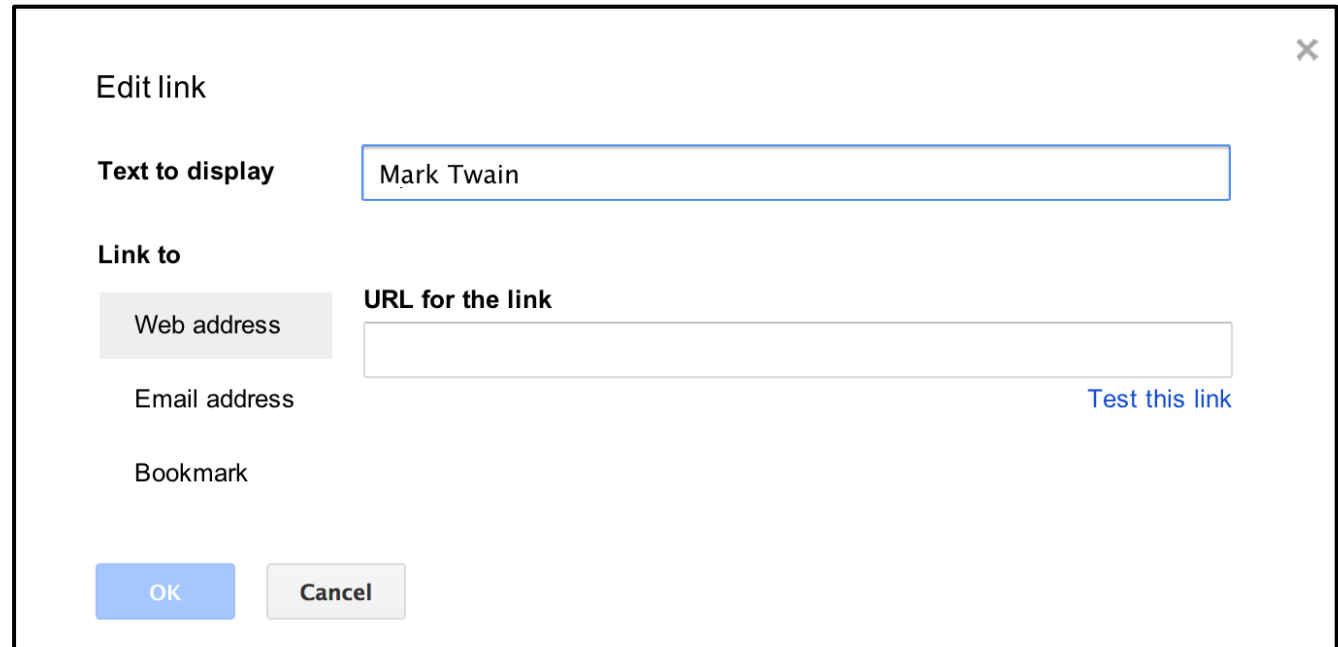 Edit link
Text to display
Mark Twain
Link to
URL for the link
Web address
Email address
Test this link
Bookmark
OK
Cancel